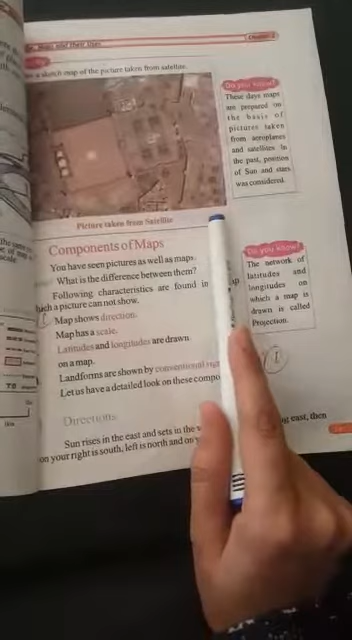 Maps and their Uses
a sketch map of the picture taken from satellite.
Do you know?
These days maps
are prepared on
the basis of
pictures taken
from aeroplanes
and satellites In
the past, position
of Sun and stars
was considered.
Picture taken from Satellite
Components of Maps
You have seen pictures as well as maps.
What is the difference between them?
Following characteristics are found in
which a picture can not show.
Map shows direction.
Map has a scale.
Latitudes and longitudes are drawn
on a map.
Landforms are shown by conventional
Let us have a detailed look on these
Do you know?
The network of
latitudes and
longitudes on
which a map is
drawn is called
Projection.
Directions
Sun rises in the east and sets in the
east, then
on your right is south, left is north and on